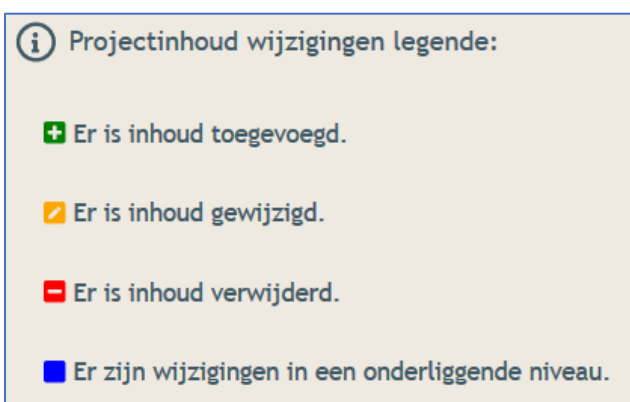 Projectinhoud wijzigingen legende:
Er is inhoud toegevoegd.
Er is inhoud gewijzigd.
Er is inhoud verwijderd.
Er zijn wijzigingen in een onderliggende niveau.